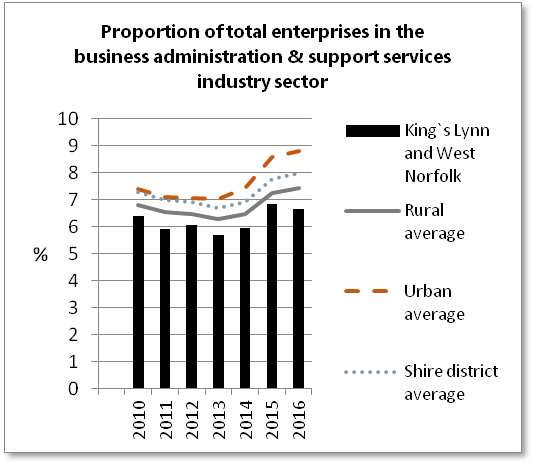 Proportion of total enterprises in the
business administration & support services
industry sector
10
9
8
7
6
5
4
3
2
1
0
%
2010
2011
2012
2013
2014
2015
2016
King`s Lynn
and West
Norfolk
Rural
average
Urban
average
Shire district
average